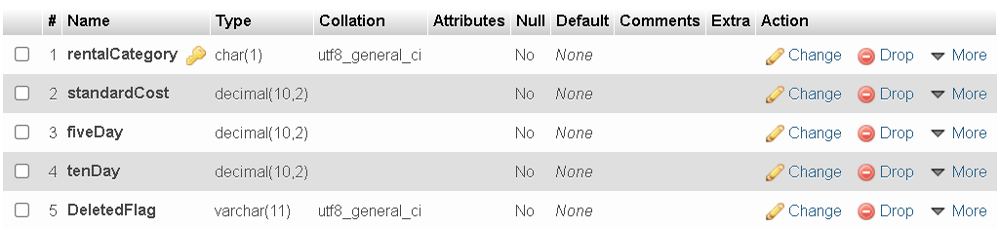 # Name Type Collation Attributes Null Default Comments Extra Action
1 rentalCategory char(1) utf8_general_ci No None Change Drop More
2 standardCost decimal(10,2) No None Change Drop More
3 fiveDay decimal(10,2) No None Change Drop More
4 tenDay decimal(10,2) No None Change Drop More
5 DeletedFlag varchar(11) utf8_general_ci No None Change Drop More